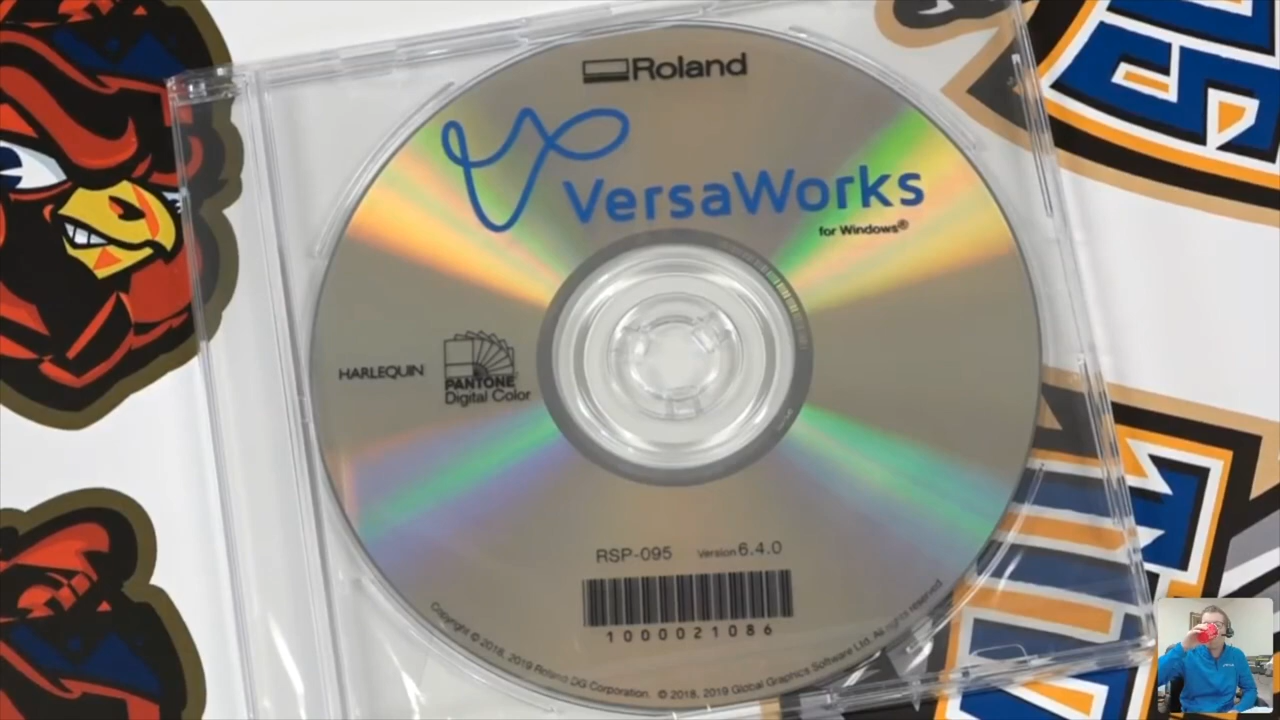 Roland
VersaWorks
for Windows®
HARLEQUIN
PANTONE
Digital Color
RSP-095 Version 6.4.0
1000021086
Copyright © 2018, 2019 Roland DG Corporation. © 2018, 2019 Global Graphics Software Ltd. All rights reserved